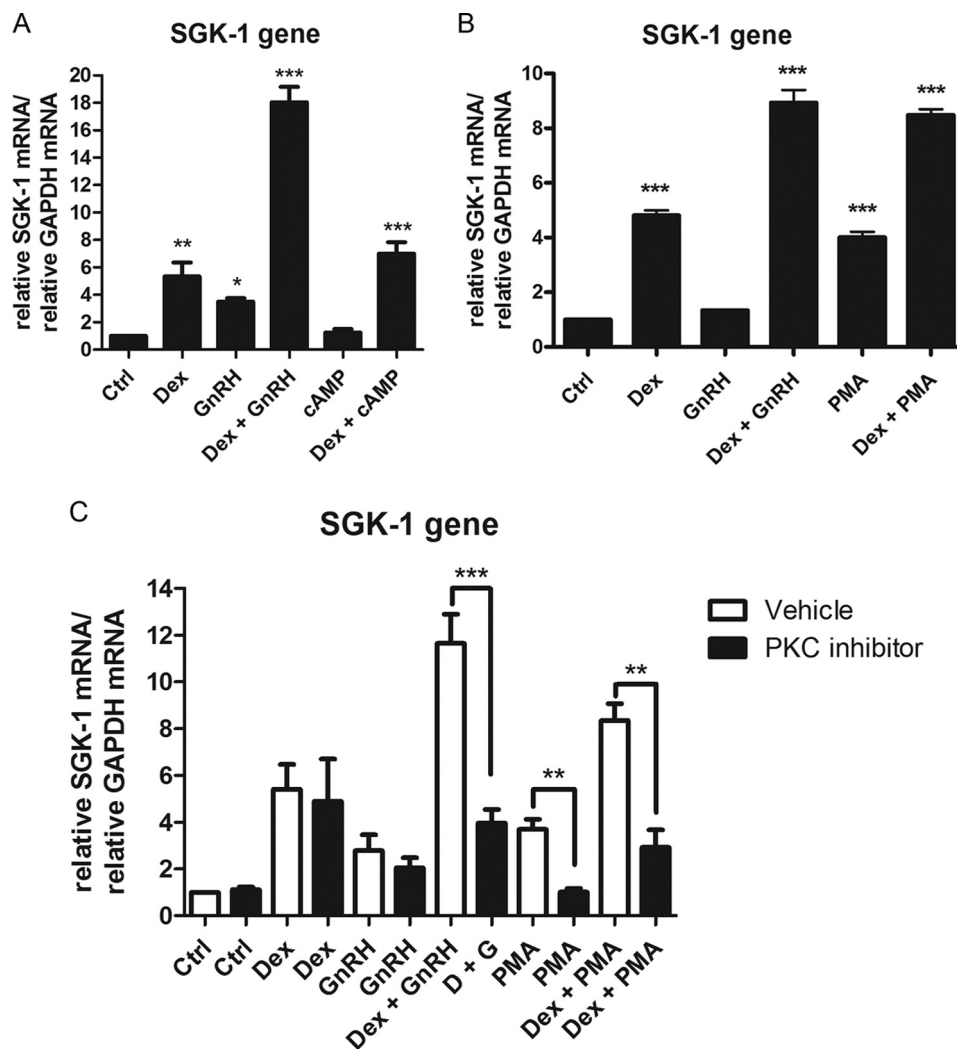 A
SGK-1 gene
relative SGK-1 mRNA/
relative GAPDH mRNA
20
18
16
14
12
10
8
6
4
2
0
**
*
***
***
Ctrl
Dex
GnRH
Dex + GnRH
cAMP
Dex + cAMP
B
SGK-1 gene
relative SGK-1 mRNA/
relative GAPDH mRNA
10
8
6
4
2
0
***
***
***
***
Ctrl
Dex
GnRH
Dex + GnRH
PMA
Dex + PMA
C
SGK-1 gene
relative SGK-1 mRNA/
relative GAPDH mRNA
14
12
10
8
6
4
2
0
***
**
**
Ctrl
Ctrl
Dex
Dex
GnRH
GnRH
Dex + GnRH
D + G
PMA
PMA
Dex + PMA
Dex + PMA
Vehicle
PKC inhibitor